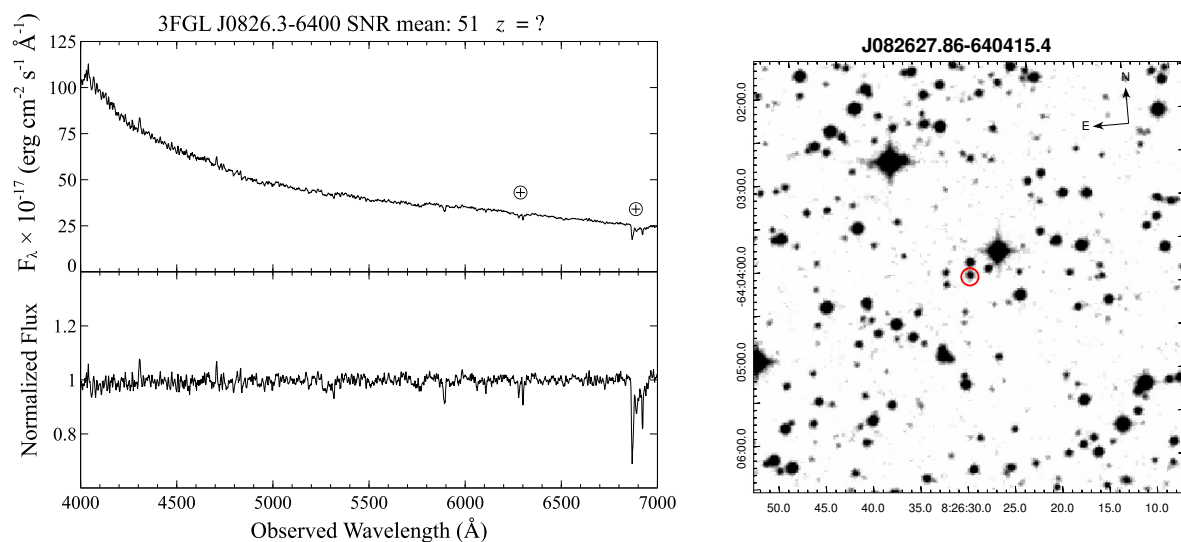 3FGL J0826.3-6400 SNR mean: 51 z = ?
F_λ × 10⁻¹⁷ (erg cm⁻² s⁻¹ Å⁻¹)
125
100
75
50
25
0
⊕
⊕
Normalized Flux
1.2
1
0.8
4000 4500 5000 5500 6000 6500 7000
Observed Wavelength (Å)
J082627.86-640415.4
N
E
02:00.0
03:00.0
-64:04:00.0
05:00.0
06:00.0
50.0 45.0 40.0 35.0 8:26:30.0 25.0 20.0 15.0 10.0